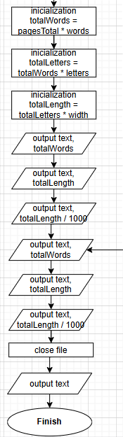 inicialization
totalWords =
pagesTotal * words
inicialization
totalLetters =
totalWords * letters
inicialization
totalLength =
totalLetters * width
output text,
totalWords
output text,
totalLength
output text,
totalLength / 1000
output text,
totalWords
output text,
totalLength
output text,
totalLength / 1000
close file
output text
Finish